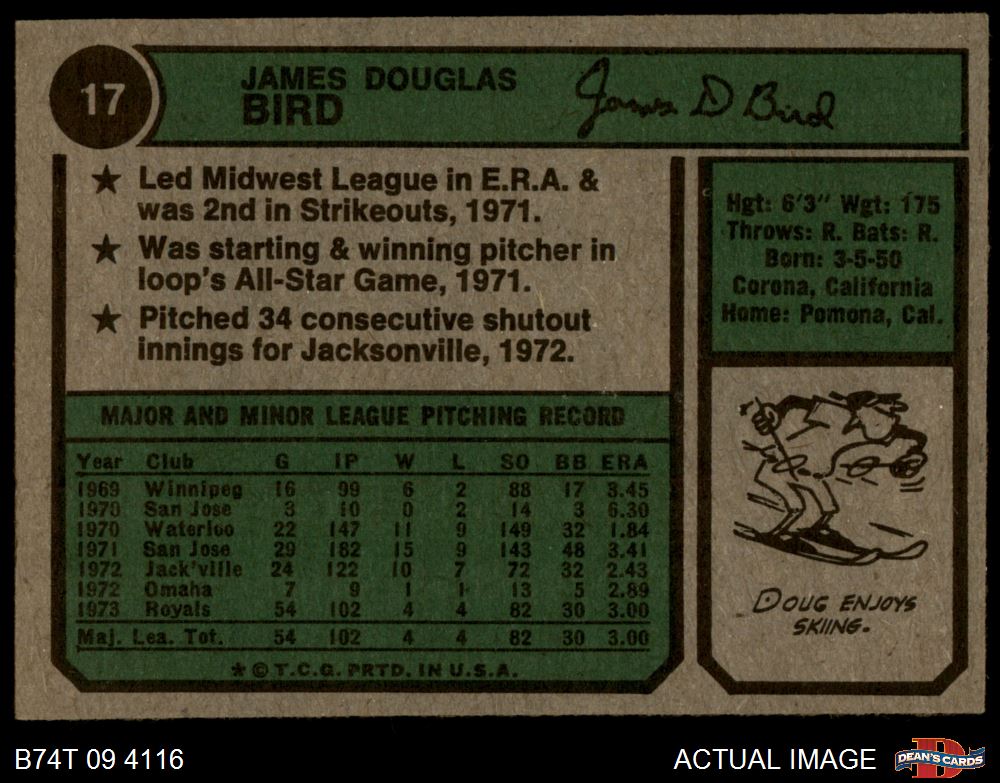 17
JAMES DOUGLAS
BIRD
James D Bird
★ Led Midwest League in E.R.A. &
was 2nd in Strikeouts, 1971.
★ Was starting & winning pitcher in
loop's All-Star Game, 1971.
★ Pitched 34 consecutive shutout
innings for Jacksonville, 1972.
Hgt: 6'3" Wgt: 175
Throws: R. Bats: R.
Born: 3-5-50
Corona, California
Home: Pomona, Cal.
MAJOR AND MINOR LEAGUE PITCHING RECORD
Year Club G IP W L SO BB ERA
1969 Winnipeg 16 99 6 2 88 17 3.45
1970 San Jose 3 10 0 2 14 3 6.30
1970 Waterloo 22 147 11 9 149 32 1.84
1971 San Jose 29 182 15 9 143 48 3.41
1972 Jack'ville 24 122 10 7 72 32 2.43
1972 Omaha 7 9 1 1 13 5 2.89
1973 Royals 54 102 4 4 82 30 3.00
Maj. Lea. Tot. 54 102 4 4 82 30 3.00
★ © T.C.G. PRTD. IN U.S.A.
DOUG ENJOYS
SKIING.
B74T 09 4116
ACTUAL IMAGE
D
DEAN'S CARDS